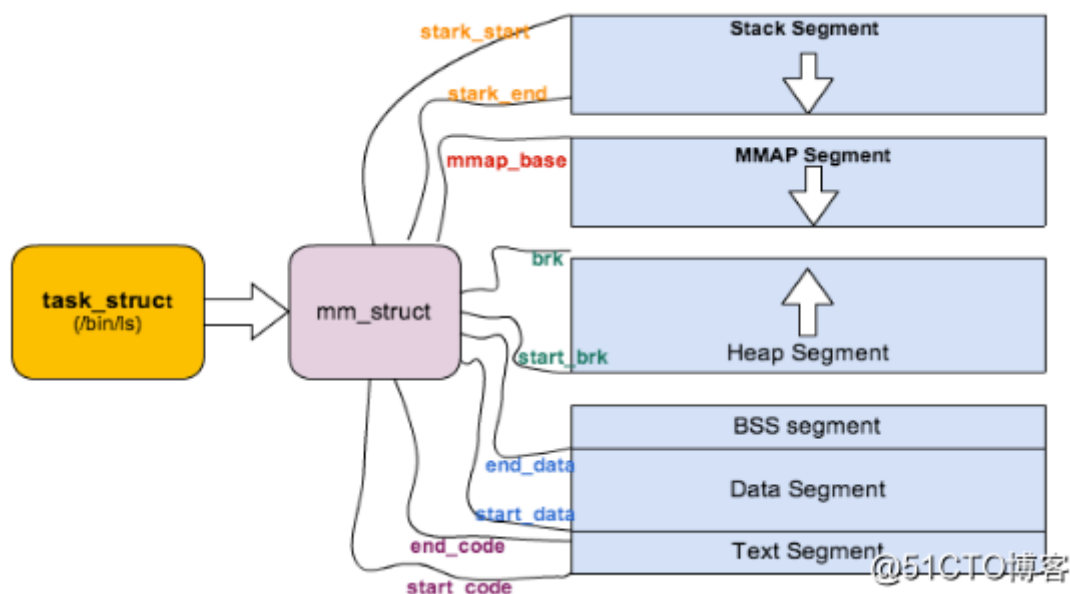 stark_start
Stack Segment
stark_end
mmap_base
MMAP Segment
brk
task_struct
(/bin/ls)
mm_struct
start_brk
Heap Segment
BSS segment
end_data
Data Segment
start_data
end_code
Text Segment
@51CTO博客
start_code